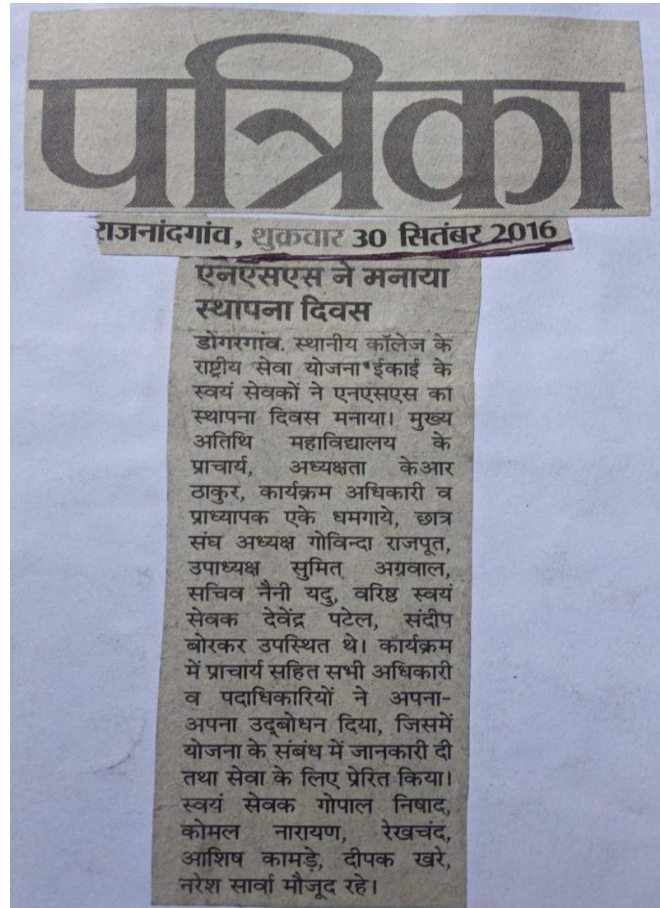 पत्रिका
राजनांदगांव, शुक्रवार 30 सितंबर 2016
एनएसएस ने मनाया
स्थापना दिवस
डोंगरगांव. स्थानीय कॉलेज के
राष्ट्रीय सेवा योजना ईकाई के
स्वयं सेवकों ने एनएसएस का
स्थापना दिवस मनाया। मुख्य
अतिथि महाविद्यालय के
प्राचार्य, अध्यक्षता केआर
ठाकुर, कार्यक्रम अधिकारी व
प्राध्यापक एके धमगाये, छात्र
संघ अध्यक्ष गोविन्दा राजपूत,
उपाध्यक्ष सुमित अग्रवाल,
सचिव नैनी यदु, वरिष्ठ स्वयं
सेवक देवेंद्र पटेल, संदीप
बोरकर उपस्थित थे। कार्यक्रम
में प्राचार्य सहित सभी अधिकारी
व पदाधिकारियों ने अपना-
अपना उद्बोधन दिया, जिसमें
योजना के संबंध में जानकारी दी
तथा सेवा के लिए प्रेरित किया।
स्वयं सेवक गोपाल निषाद,
कोमल नारायण, रेखचंद,
आशिष कामड़े, दीपक खरे,
नरेश सार्वा मौजूद रहे।